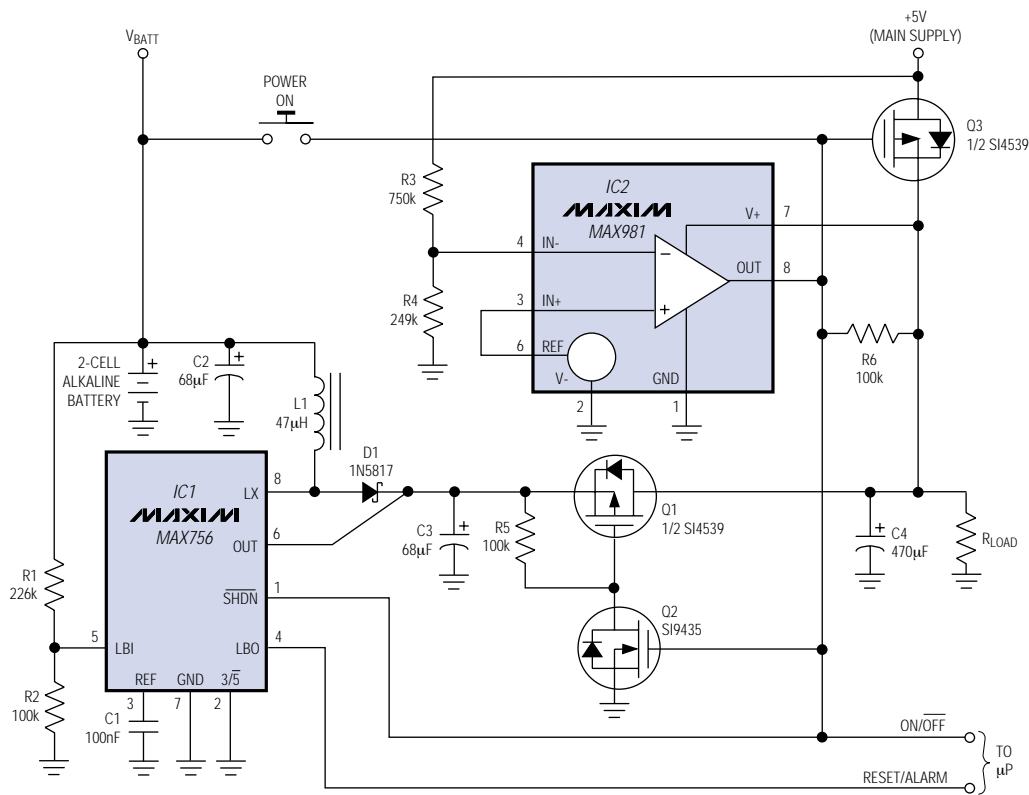 V_BATT
+5V
(MAIN SUPPLY)
POWER
ON
Q3
1/2 SI4539
R3
750k
IC2
MAXIM
MAX981
V+
7
4
IN-
OUT
8
3
IN+
R4
249k
6
REF
V-
GND
2
1
R6
100k
2-CELL
ALKALINE
BATTERY
+
C2
68µF
+
L1
47µH
D1
1N5817
IC1
MAXIM
MAX756
LX
8
OUT
6
SHDN
1
LBO
4
5
LBI
REF
GND
3/5
3
7
2
R1
226k
R2
100k
C1
100nF
C3
68µF
+
R5
100k
Q1
1/2 SI4539
Q2
SI9435
C4
470µF
+
R_LOAD
ON/OFF
RESET/ALARM
TO
µP
−
+